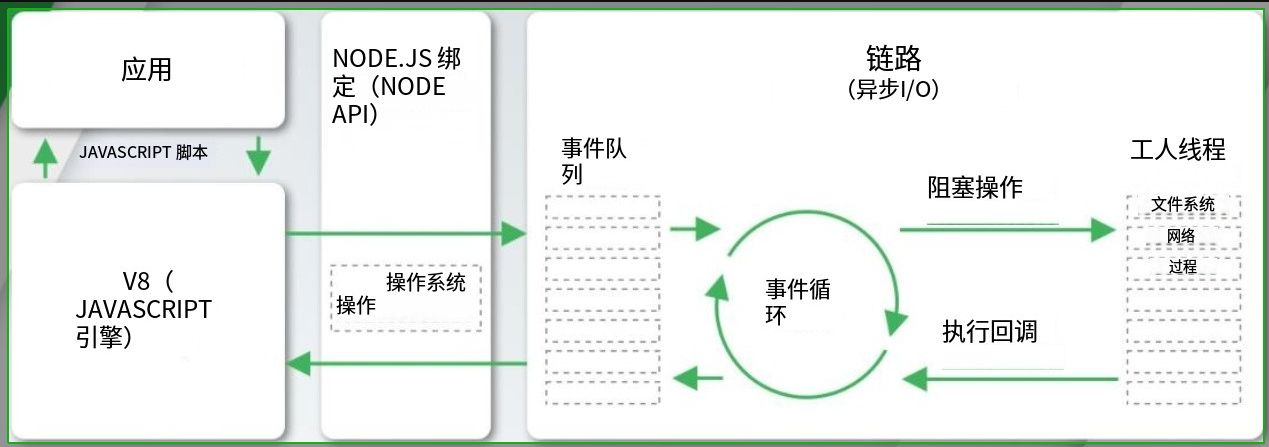 应用
JAVASCRIPT 脚本
V8（
JAVASCRIPT
引擎）
NODE.JS 绑
定（NODE
API）
操作系统
操作
链路
（异步I/O）
事件队
列
事件循
环
阻塞操作
执行回调
工人线程
文件系统
网络
过程